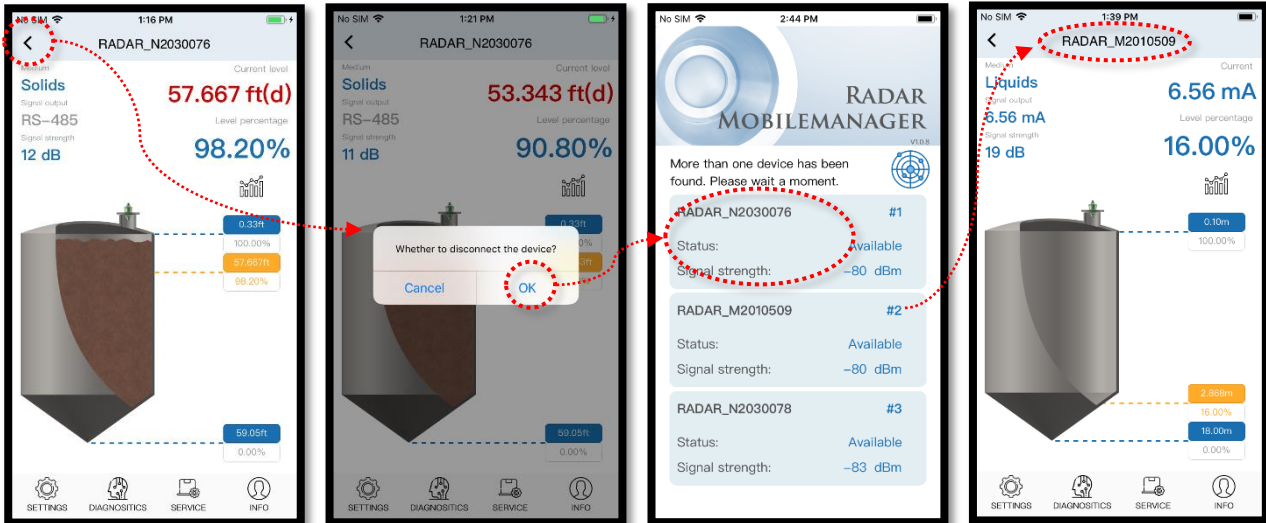 No SIM 1:16 PM
RADAR_N2030076
Medium
Current level
Solids
57.667 ft(d)
Signal output
RS-485
Level percentage
Signal strength
98.20%
12 dB
0.33ft
100.00%
57.667ft
98.20%
59.05ft
0.00%
SETTINGS DIAGNOSITICS SERVICE INFO
No SIM 1:21 PM
RADAR_N2030076
Medium
Current level
Solids
53.343 ft(d)
Signal output
RS-485
Level percentage
Signal strength
90.80%
11 dB
0.33ft
Whether to disconnect the device?
Cancel OK
59.05ft
0.00%
SETTINGS DIAGNOSITICS SERVICE INFO
No SIM 2:44 PM
RADAR
MOBILEMANAGER
V1.0.8
More than one device has been
found. Please wait a moment.
RADAR_N2030076 #1
Status: Available
Signal strength: -80 dBm
RADAR_M2010509 #2
Status: Available
Signal strength: -80 dBm
RADAR_N2030078 #3
Status: Available
Signal strength: -83 dBm
No SIM 1:39 PM
RADAR_M2010509
Medium
Current
Liquids
6.56 mA
Signal output
6.56 mA
Level percentage
Signal strength
16.00%
19 dB
0.10m
100.00%
2.868m
16.00%
18.00m
0.00%
SETTINGS DIAGNOSITICS SERVICE INFO